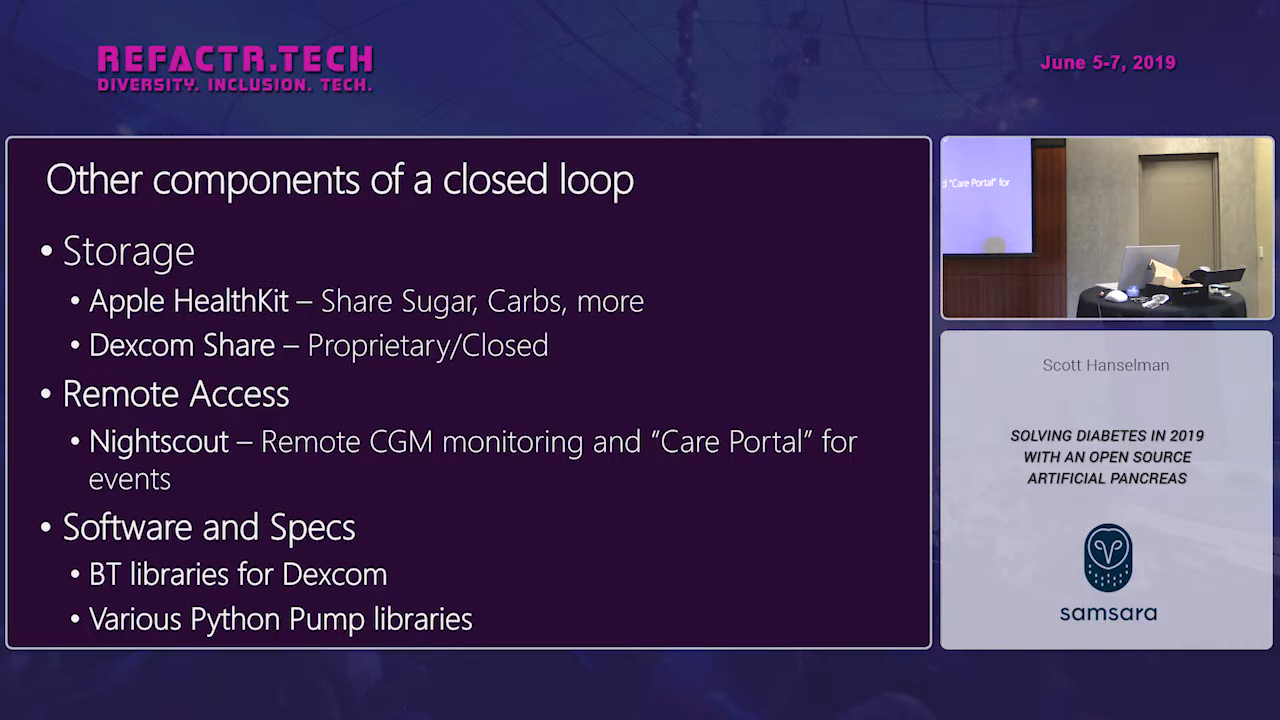 REFACTR.TECH
DIVERSITY. INCLUSION. TECH.
June 5-7, 2019
Other components of a closed loop
• Storage
• Apple HealthKit – Share Sugar, Carbs, more
• Dexcom Share – Proprietary/Closed
• Remote Access
• Nightscout – Remote CGM monitoring and “Care Portal” for
events
• Software and Specs
• BT libraries for Dexcom
• Various Python Pump libraries
d “Care Portal” for
Scott Hanselman
SOLVING DIABETES IN 2019
WITH AN OPEN SOURCE
ARTIFICIAL PANCREAS
samsara